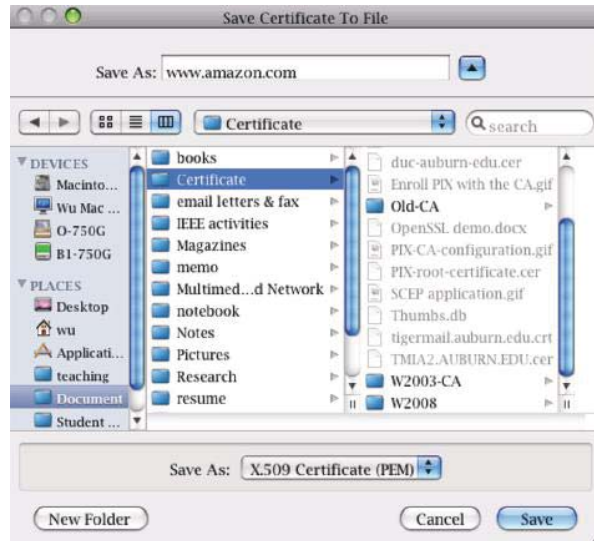 Save Certificate To File
Save As: www.amazon.com
Certificate
search
DEVICES
Macinto...
Wu Mac ...
O-750G
B1-750G
PLACES
Desktop
wu
Applicati...
teaching
Document
Student ...
books
Certificate
email letters & fax
IEEE activities
Magazines
memo
Multimed...d Network
notebook
Notes
Pictures
Research
resume
duc-auburn-edu.cer
Enroll PIX with the CA.gif
Old-CA
OpenSSL demo.docx
PIX-CA-configuration.gif
PIX-root-certificate.cer
SCEP application.gif
Thumbs.db
tigermail.auburn.edu.crt
TMIA2.AUBURN.EDU.cer
W2003-CA
W2008
Save As: X.509 Certificate (PEM)
New Folder
Cancel
Save